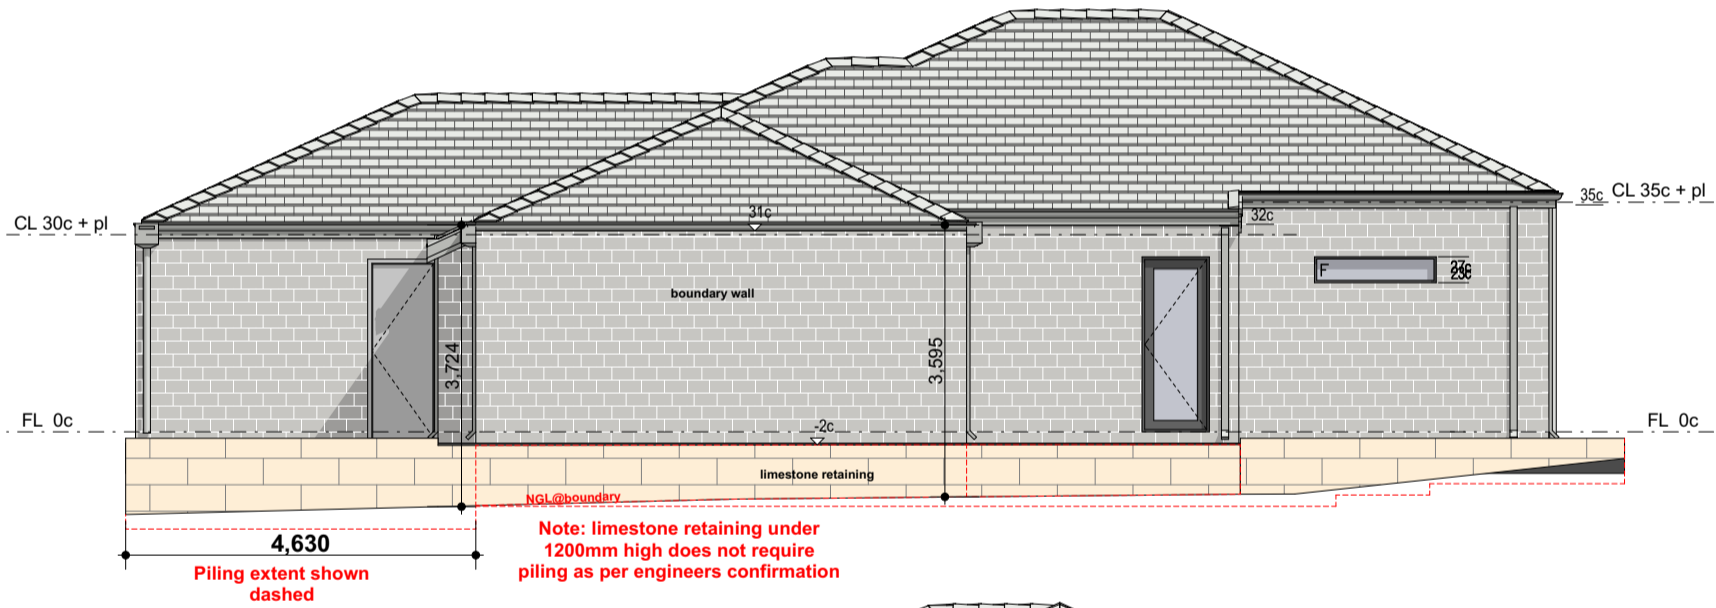 CL 30c + pl
31c
32c
35c
CL 35c + pl
F
boundary wall
3,724
3,595
FL 0c
-2c
FL 0c
limestone retaining
NGL@boundary
4,630
Piling extent shown
dashed
Note: limestone retaining under
1200mm high does not require
piling as per engineers confirmation